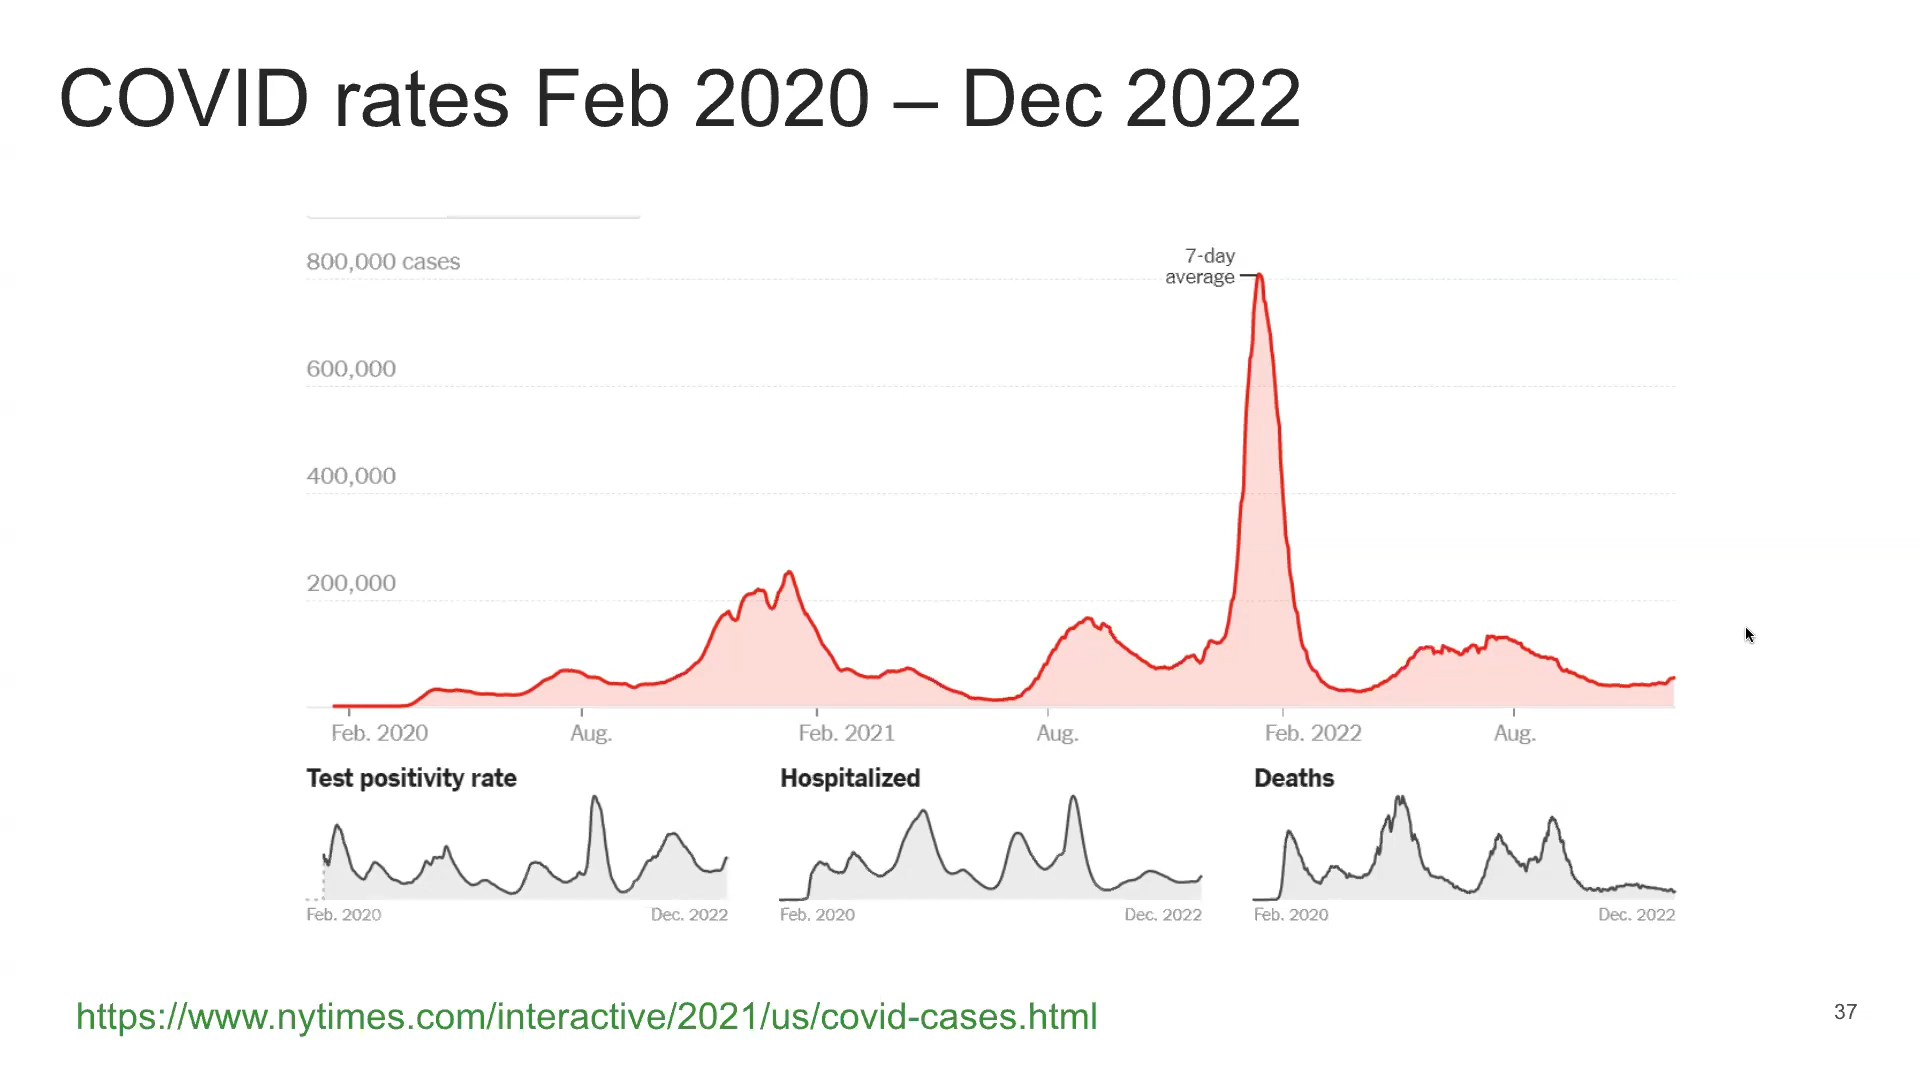 COVID rates Feb 2020 – Dec 2022
7-day
average
800,000 cases
600,000
400,000
200,000
Feb. 2020 Aug. Feb. 2021 Aug. Feb. 2022 Aug.
Test positivity rate Hospitalized Deaths
Feb. 2020 Dec. 2022 Feb. 2020 Dec. 2022 Feb. 2020 Dec. 2022
https://www.nytimes.com/interactive/2021/us/covid-cases.html
37